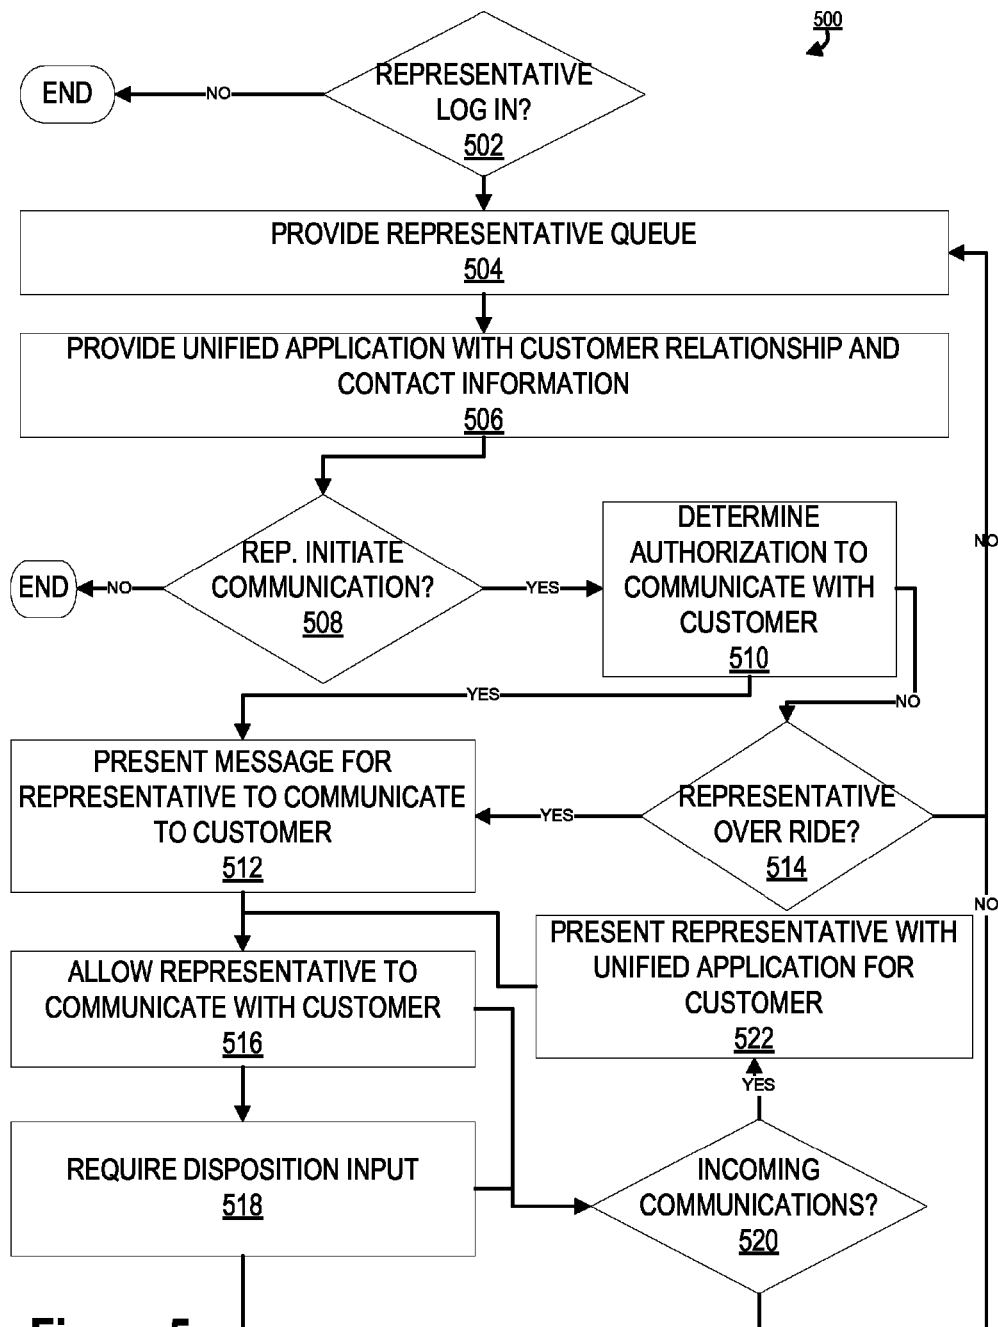 500
REPRESENTATIVE
LOG IN?
502
END
NO
PROVIDE REPRESENTATIVE QUEUE
504
PROVIDE UNIFIED APPLICATION WITH CUSTOMER RELATIONSHIP AND
CONTACT INFORMATION
506
REP. INITIATE
COMMUNICATION?
508
END
NO
YES
DETERMINE
AUTHORIZATION TO
COMMUNICATE WITH
CUSTOMER
510
NO
YES
NO
PRESENT MESSAGE FOR
REPRESENTATIVE TO COMMUNICATE
TO CUSTOMER
512
YES
REPRESENTATIVE
OVER RIDE?
514
NO
ALLOW REPRESENTATIVE TO
COMMUNICATE WITH CUSTOMER
516
PRESENT REPRESENTATIVE WITH
UNIFIED APPLICATION FOR
CUSTOMER
522
YES
REQUIRE DISPOSITION INPUT
518
INCOMING
COMMUNICATIONS?
520